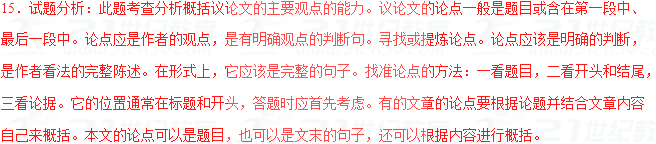 15．试题分析：此题考查分析概括议论文的主要观点的能力。议论文的论点一般是题目或含在第一段中、
最后一段中。论点应是作者的观点，是有明确观点的判断句。寻找或提炼论点。论点应该是明确的判断，
是作者看法的完整陈述。在形式上，它应该是完整的句子。找准论点的方法：一看题目，二看开头和结尾，
三看论据。它的位置通常在标题和开头，答题时应首先考虑。有的文章的论点要根据论题并结合文章内容
自己来概括。本文的论点可以是题目，也可以是文末的句子，还可以根据内容进行概括。